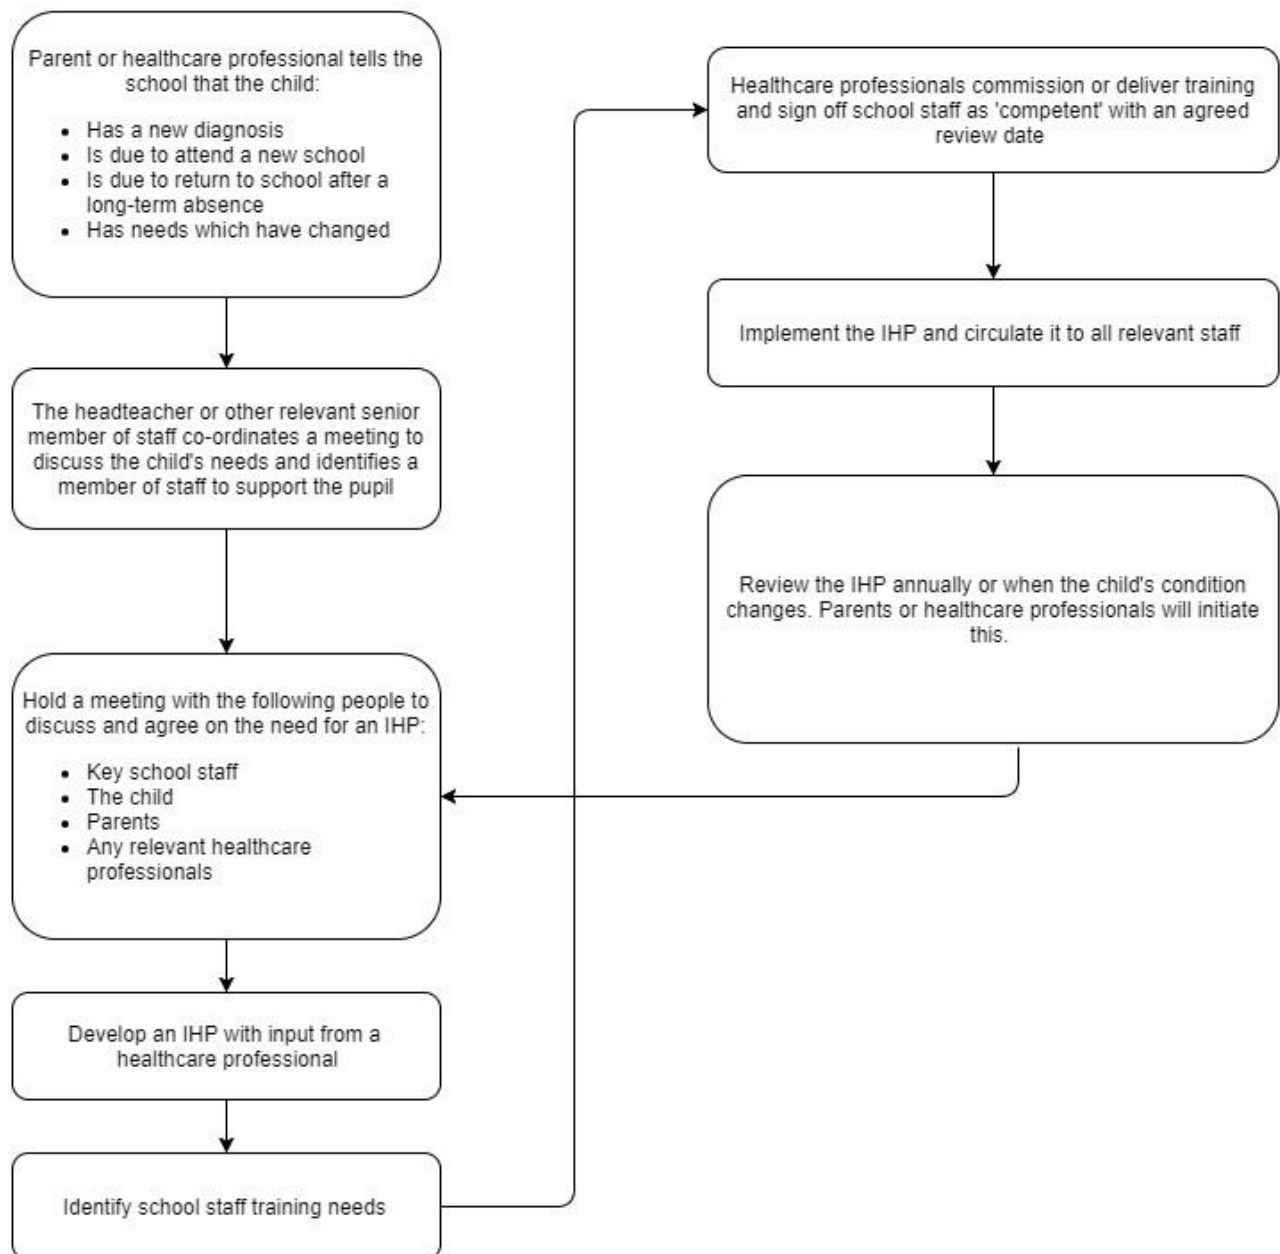 Parent or healthcare professional tells the
school that the child:
• Has a new diagnosis
• Is due to attend a new school
• Is due to return to school after a
long-term absence
• Has needs which have changed
The headteacher or other relevant senior
member of staff co-ordinates a meeting to
discuss the child's needs and identifies a
member of staff to support the pupil
Hold a meeting with the following people to
discuss and agree on the need for an IHP:
• Key school staff
• The child
• Parents
• Any relevant healthcare
professionals
Develop an IHP with input from a
healthcare professional
Identify school staff training needs
Healthcare professionals commission or deliver training
and sign off school staff as 'competent' with an agreed
review date
Implement the IHP and circulate it to all relevant staff
Review the IHP annually or when the child's condition
changes. Parents or healthcare professionals will initiate
this.